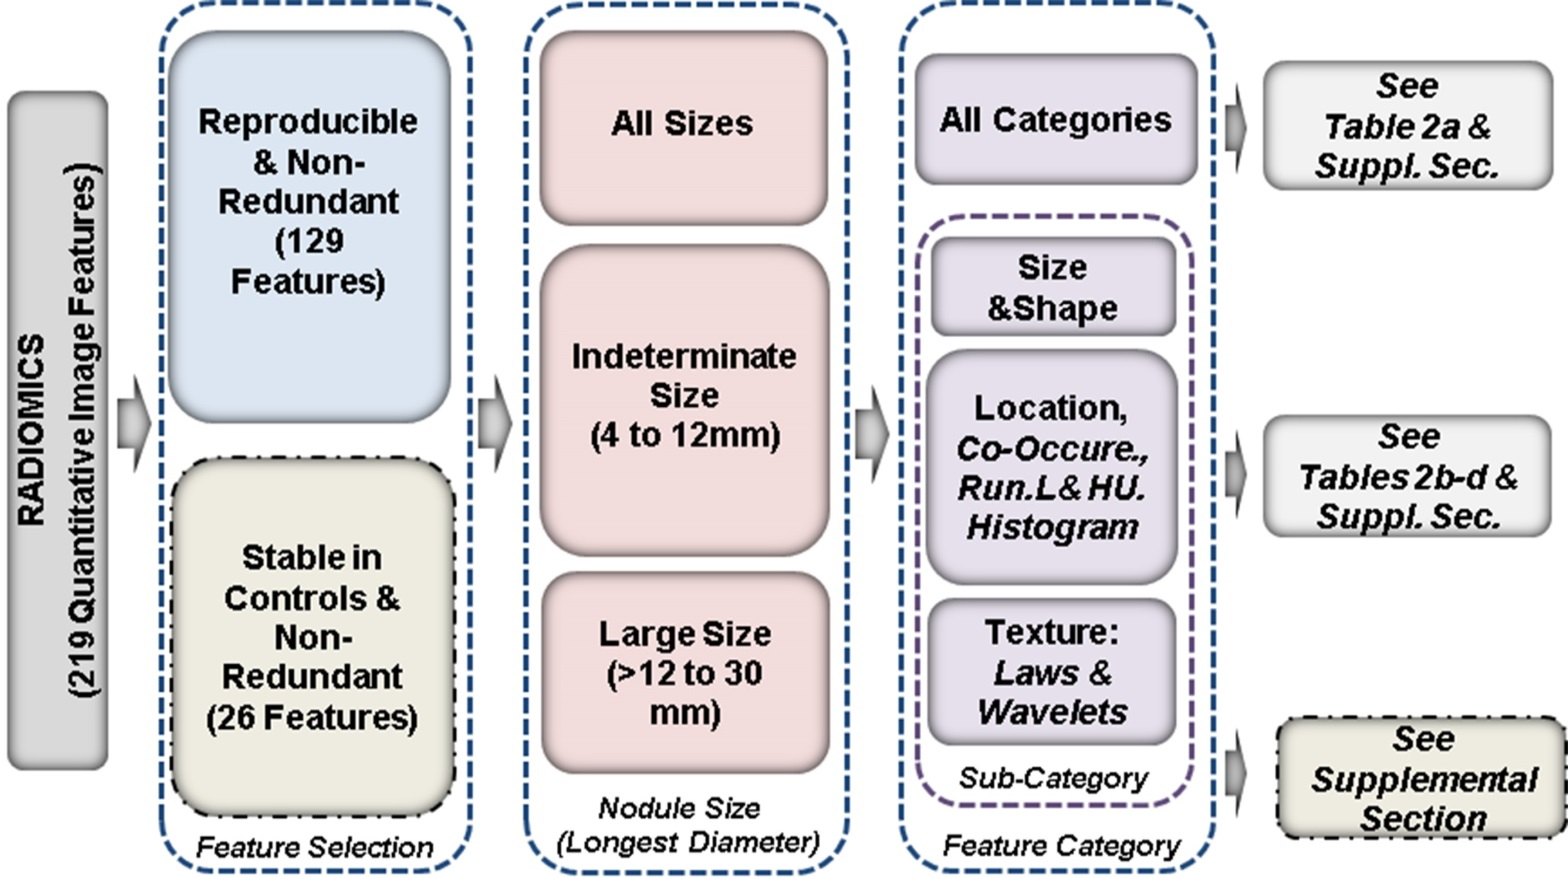 RADIOMICS
(219 Quantitative Image Features)
Reproducible
& Non-
Redundant
(129
Features)
Stable in
Controls &
Non-
Redundant
(26 Features)
Feature Selection
All Sizes
Indeterminate
Size
(4 to 12mm)
Large Size
(>12 to 30
mm)
Nodule Size
(Longest Diameter)
All Categories
Size
&Shape
Location,
Co-Occure.,
Run.L& HU.
Histogram
Texture:
Laws &
Wavelets
Sub-Category
Feature Category
See
Table 2a &
Suppl. Sec.
See
Tables 2b-d &
Suppl. Sec.
See
Supplemental
Section